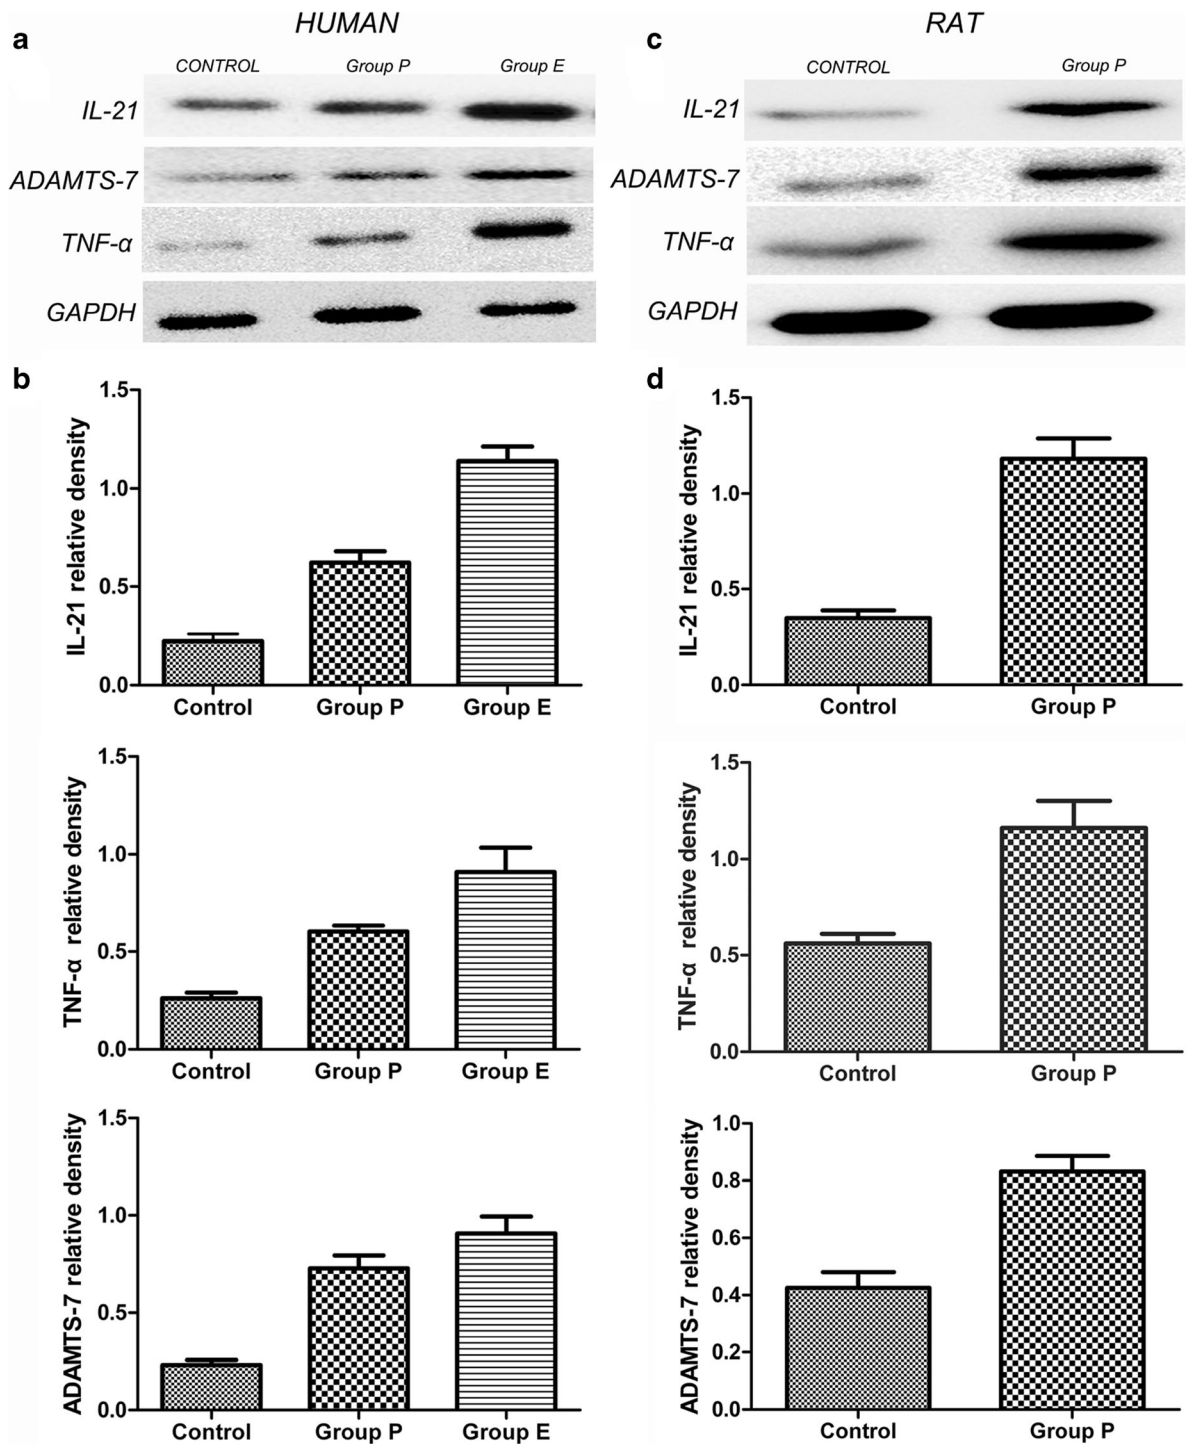 HUMAN
RAT
a
c
CONTROL Group P Group E
CONTROL Group P
IL-21
ADAMTS-7
TNF-α
GAPDH
IL-21
ADAMTS-7
TNF-α
GAPDH
b
1.5
1.0
0.5
0.0
IL-21 relative density
Control Group P Group E
1.5
1.0
0.5
0.0
TNF-α relative density
Control Group P Group E
1.5
1.0
0.5
0.0
ADAMTS-7 relative density
Control Group P Group E
d
1.5
1.0
0.5
0.0
IL-21 relative density
Control Group P
1.5
1.0
0.5
0.0
TNF-α relative density
Control Group P
1.0
0.8
0.6
0.4
0.2
0.0
ADAMTS-7 relative density
Control Group P